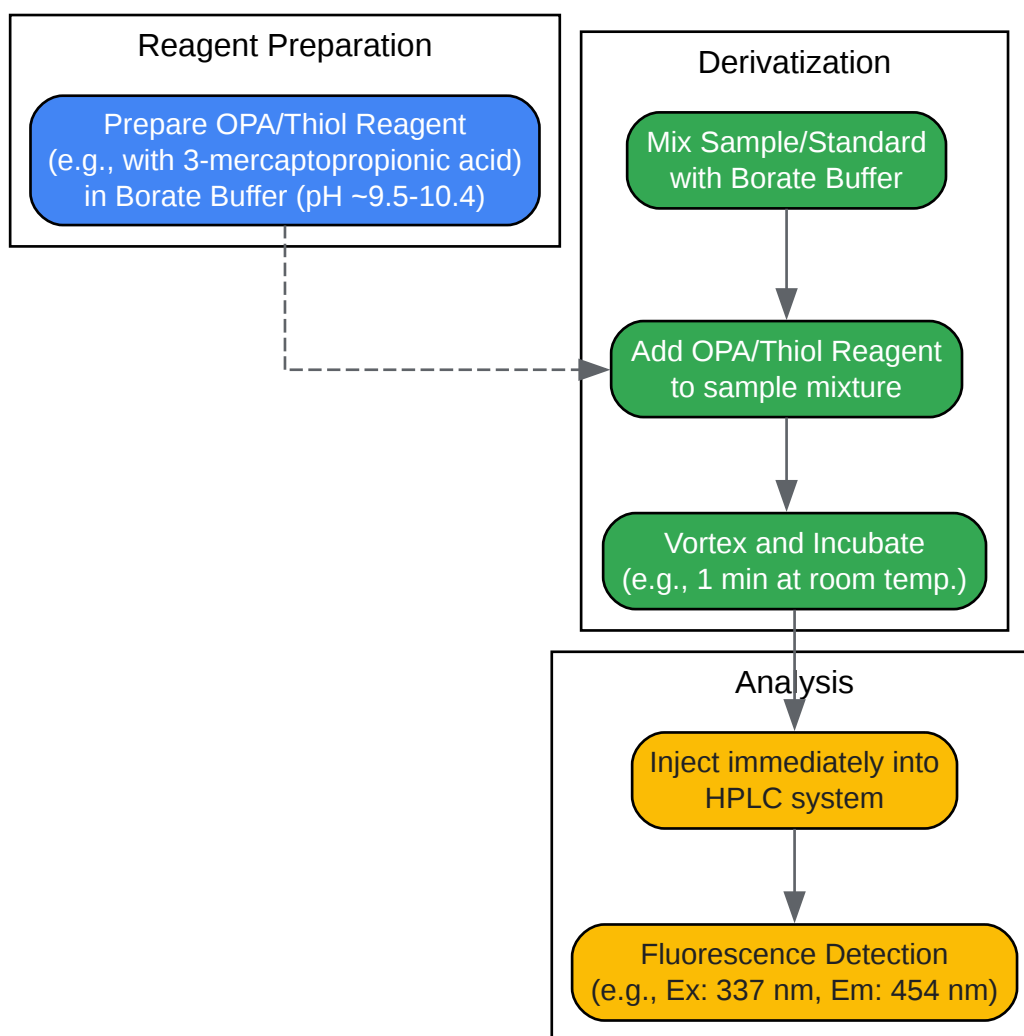 Reagent Preparation
Prepare OPA/Thiol Reagent
(e.g., with 3-mercaptopropionic acid)
in Borate Buffer (pH ~9.5-10.4)
Derivatization
Mix Sample/Standard
with Borate Buffer
Add OPA/Thiol Reagent
to sample mixture
Vortex and Incubate
(e.g., 1 min at room temp.)
Analysis
Inject immediately into
HPLC system
Fluorescence Detection
(e.g., Ex: 337 nm, Em: 454 nm)